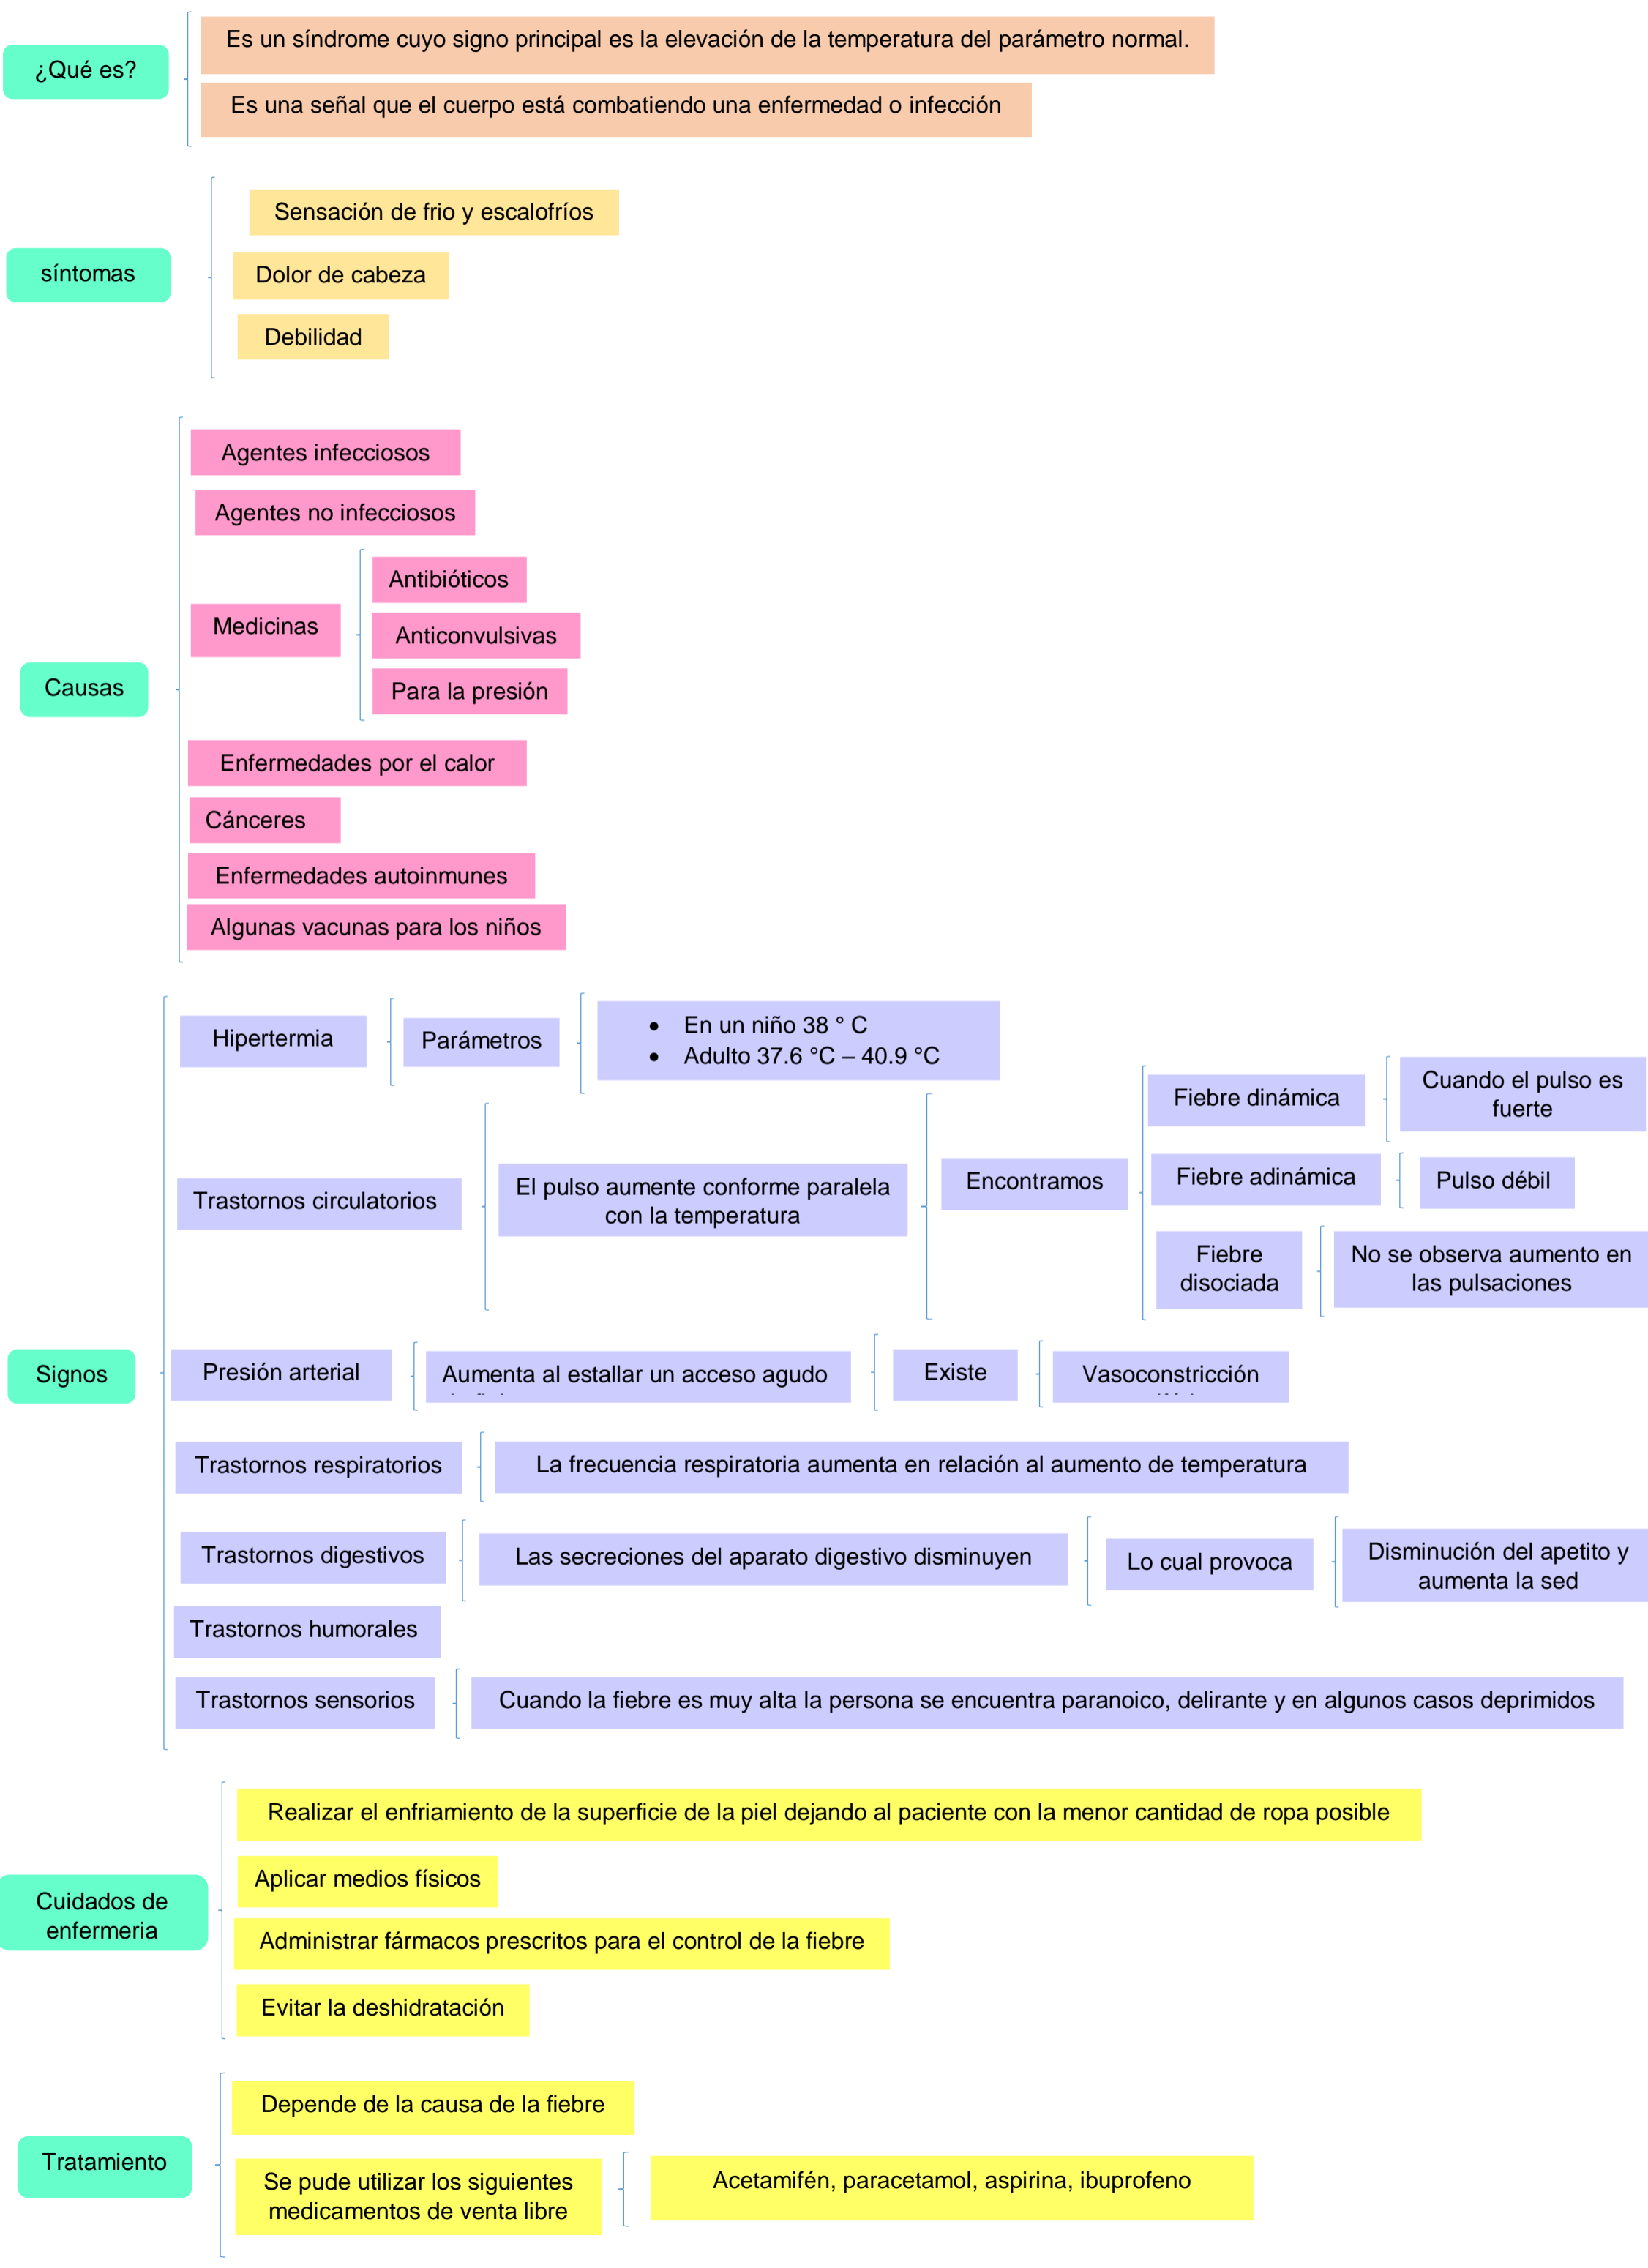 ¿Qué es?
Es un síndrome cuyo signo principal es la elevación de la temperatura del parámetro normal.
Es una señal que el cuerpo está combatiendo una enfermedad o infección
síntomas
Sensación de frio y escalofríos
Dolor de cabeza
Debilidad
Causas
Agentes infecciosos
Agentes no infecciosos
Medicinas
Antibióticos
Anticonvulsivas
Para la presión
Enfermedades por el calor
Cánceres
Enfermedades autoinmunes
Algunas vacunas para los niños
Signos
Hipertermia
Parámetros
• En un niño 38 ° C
• Adulto 37.6 °C – 40.9 °C
Trastornos circulatorios
El pulso aumente conforme paralela
con la temperatura
Encontramos
Fiebre dinámica
Cuando el pulso es
fuerte
Fiebre adinámica
Pulso débil
Fiebre
disociada
No se observa aumento en
las pulsaciones
Presión arterial
Aumenta al estallar un acceso agudo
Existe
Vasoconstricción
Trastornos respiratorios
La frecuencia respiratoria aumenta en relación al aumento de temperatura
Trastornos digestivos
Las secreciones del aparato digestivo disminuyen
Lo cual provoca
Disminución del apetito y
aumenta la sed
Trastornos humorales
Trastornos sensorios
Cuando la fiebre es muy alta la persona se encuentra paranoico, delirante y en algunos casos deprimidos
Cuidados de
enfermeria
Realizar el enfriamiento de la superficie de la piel dejando al paciente con la menor cantidad de ropa posible
Aplicar medios físicos
Administrar fármacos prescritos para el control de la fiebre
Evitar la deshidratación
Tratamiento
Depende de la causa de la fiebre
Se pude utilizar los siguientes
medicamentos de venta libre
Acetamifén, paracetamol, aspirina, ibuprofeno